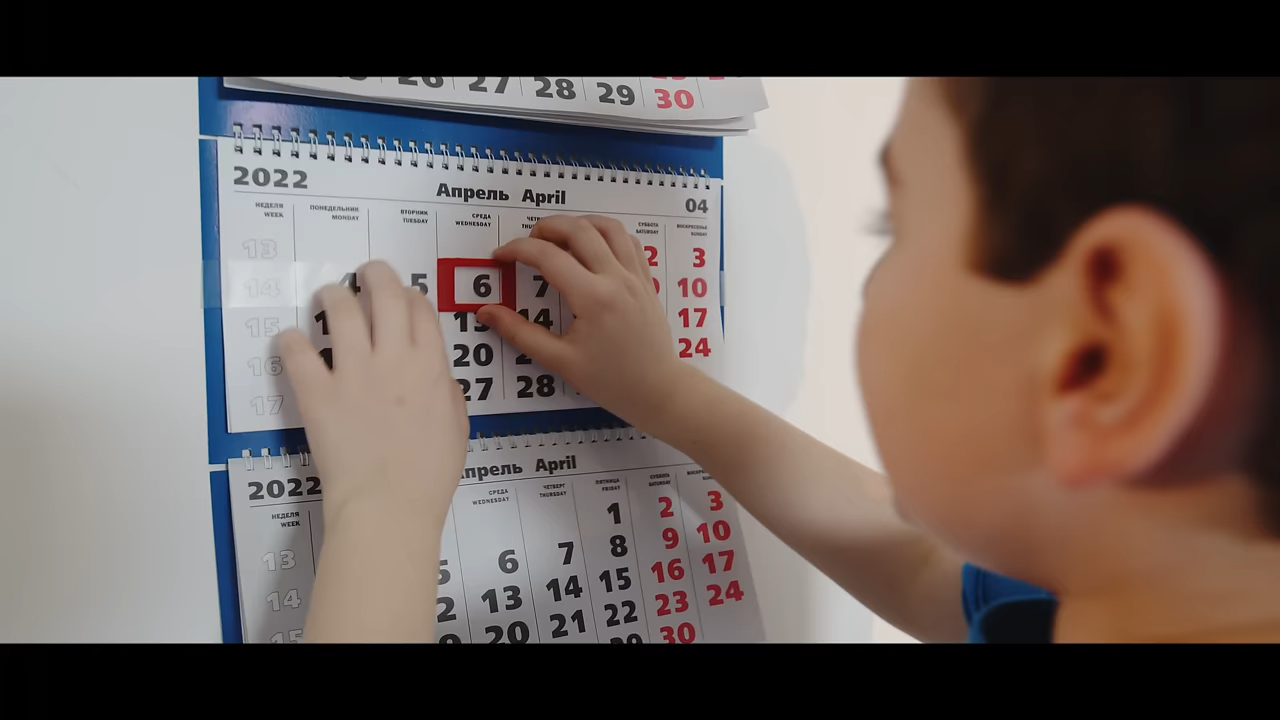 26 27 28 29 30
2022
Апрель April
04
НЕДЕЛЯ ПОНЕДЕЛЬНИК ВТОРНИК СРЕДА СУББОТА ВОСКРЕСЕНЬЕ
WEEK MONDAY TUESDAY WEDNESDAY SATURDAY SUNDAY
13 2 3
14 4 5 6 7 10
15 13 14 17
16 20 24
17 27 28
2022 Апрель April
НЕДЕЛЯ СРЕДА ЧЕТВЕРГ ПЯТНИЦА СУББОТА
WEEK WEDNESDAY THURSDAY FRIDAY SATURDAY
13 1 2 3
14 6 7 8 9 10
15 13 14 15 16 17
20 21 22 23 24
30